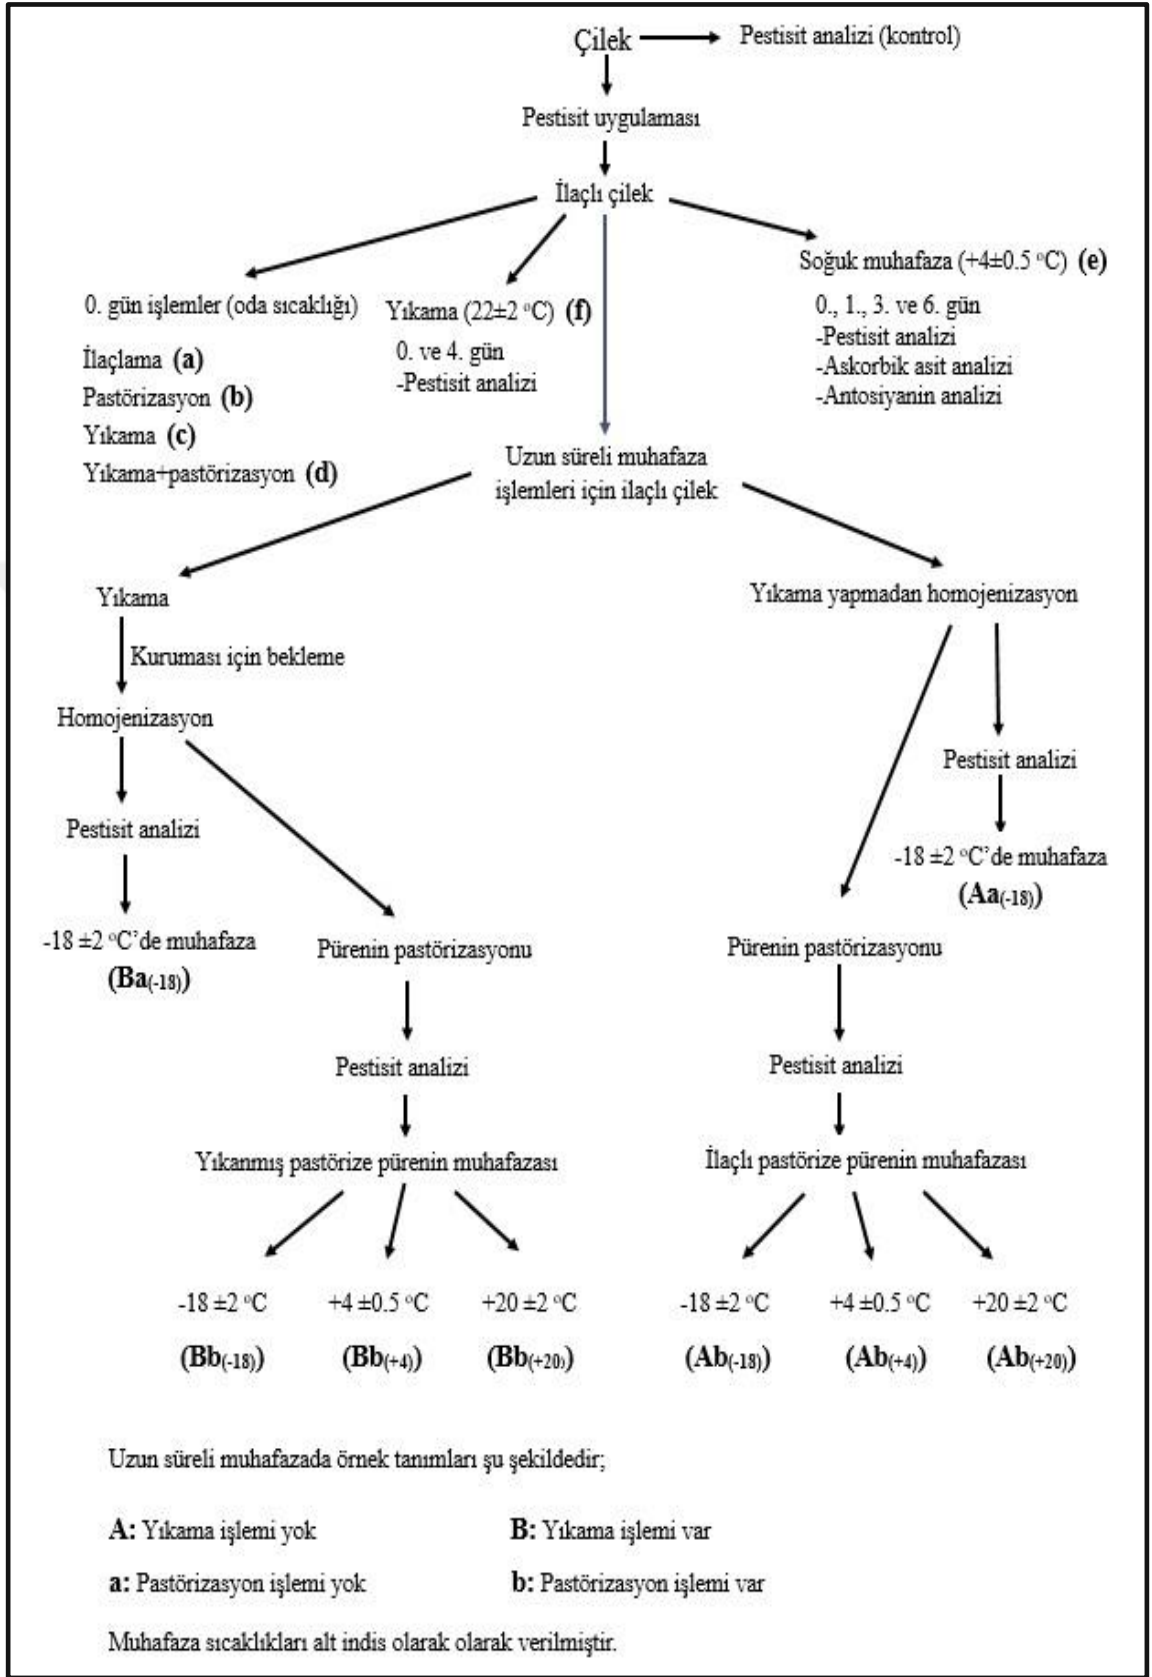 Çilek
Pestisit analizi (kontrol)
Pestisit uygulaması
İlaçlı çilek
0. gün işlemler (oda sıcaklığı)
İlaçlama (a)
Pastörizasyon (b)
Yıkama (c)
Yıkama+pastörizasyon (d)
Yıkama (22±2 °C) (f)
0. ve 4. gün
-Pestisit analizi
Soğuk muhafaza (+4±0.5 °C) (e)
0., 1., 3. ve 6. gün
-Pestisit analizi
-Askorbik asit analizi
-Antosiyanin analizi
Uzun süreli muhafaza
işlemleri için ilaçlı çilek
Yıkama
Kuruması için bekleme
Homojenizasyon
Pestisit analizi
-18 ±2 °C’de muhafaza
(Ba(-18))
Pürenin pastörizasyonu
Pestisit analizi
Yıkanmış pastörize pürenin muhafazası
-18 ±2 °C
+4 ±0.5 °C
+20 ±2 °C
(Bb(-18))
(Bb(+4))
(Bb(+20))
Yıkama yapmadan homojenizasyon
Pestisit analizi
-18 ±2 °C’de muhafaza
(Aa(-18))
Pürenin pastörizasyonu
Pestisit analizi
İlaçlı pastörize pürenin muhafazası
-18 ±2 °C
+4 ±0.5 °C
+20 ±2 °C
(Ab(-18))
(Ab(+4))
(Ab(+20))
Uzun süreli muhafazada örnek tanımları şu şekildedir;
A: Yıkama işlemi yok
B: Yıkama işlemi var
a: Pastörizasyon işlemi yok
b: Pastörizasyon işlemi var
Muhafaza sıcaklıkları alt indis olarak olarak verilmiştir.